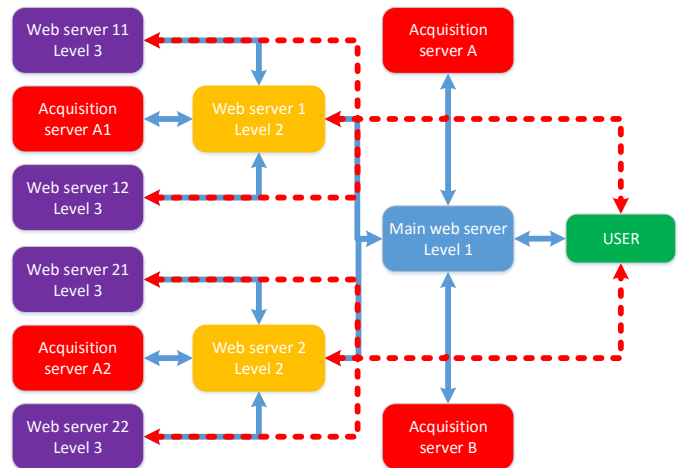 Web server 11
Level 3
Acquisition
server A
Acquisition
server A1
Web server 1
Level 2
Web server 12
Level 3
Main web server
Level 1
USER
Web server 21
Level 3
Acquisition
server A2
Web server 2
Level 2
Web server 22
Level 3
Acquisition
server B